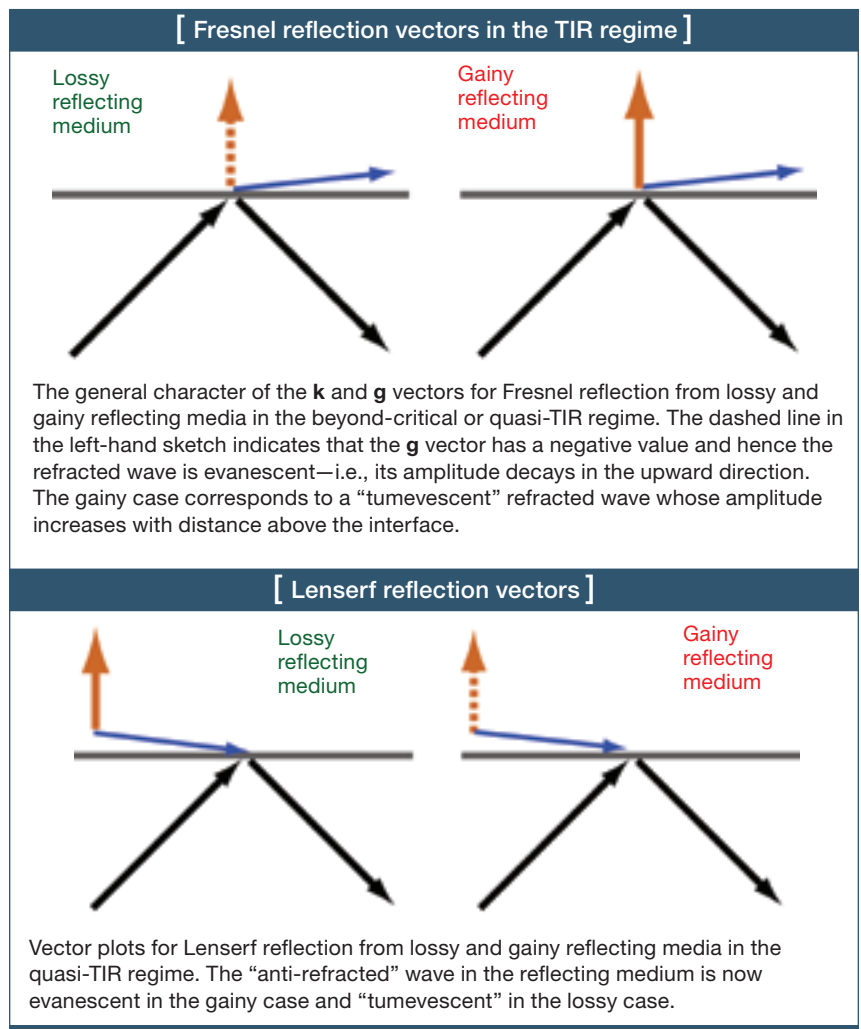 [ Fresnel reflection vectors in the TIR regime ]
Lossy
reflecting
medium
Gainy
reflecting
medium
The general character of the k and g vectors for Fresnel reflection from lossy and
gainy reflecting media in the beyond-critical or quasi-TIR regime. The dashed line in
the left-hand sketch indicates that the g vector has a negative value and hence the
refracted wave is evanescent—i.e., its amplitude decays in the upward direction.
The gainy case corresponds to a “tumevescent” refracted wave whose amplitude
increases with distance above the interface.
[ Lenserf reflection vectors ]
Lossy
reflecting
medium
Gainy
reflecting
medium
Vector plots for Lenserf reflection from lossy and gainy reflecting media in the
quasi-TIR regime. The “anti-refracted” wave in the reflecting medium is now
evanescent in the gainy case and “tumevescent” in the lossy case.